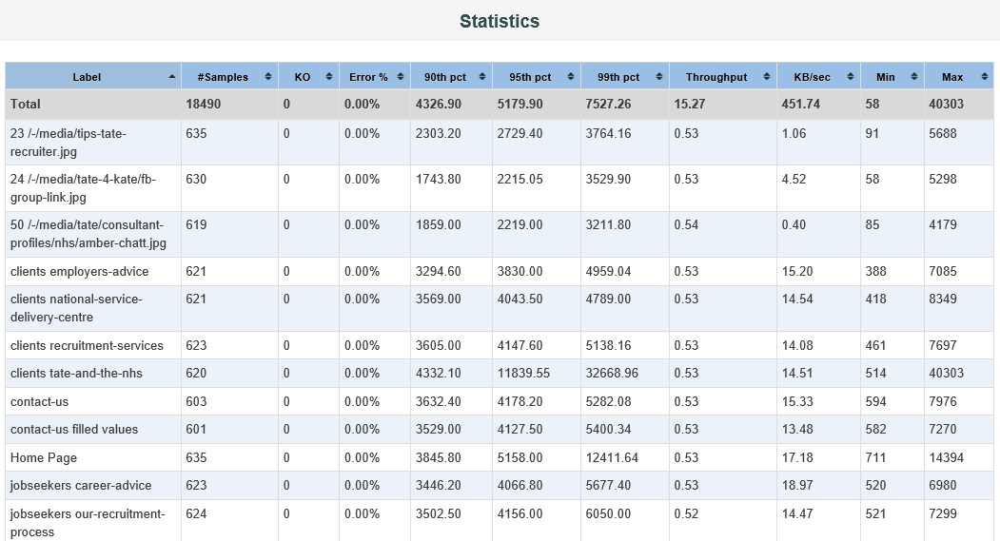 Statistics
Label #Samples KO Error % 90th pct 95th pct 99th pct Throughput KB/sec Min Max
Total 18490 0 0.00% 4326.90 5179.90 7527.26 15.27 451.74 58 40303
23 /-/media/tips-tate- 635 0 0.00% 2303.20 2729.40 3764.16 0.53 1.06 91 5688
recruiter.jpg
24 /-/media/tate-4-kate/fb- 630 0 0.00% 1743.80 2215.05 3529.90 0.53 4.52 58 5298
group-link.jpg
50 /-/media/tate/consultant- 619 0 0.00% 1859.00 2219.00 3211.80 0.54 0.40 85 4179
profiles/nhs/amber-chatt.jpg
clients employers-advice 621 0 0.00% 3294.60 3830.00 4959.04 0.53 15.20 388 7085
clients national-service- 621 0 0.00% 3569.00 4043.50 4789.00 0.53 14.54 418 8349
delivery-centre
clients recruitment-services 623 0 0.00% 3605.00 4147.60 5138.16 0.53 14.08 461 7697
clients tate-and-the-nhs 620 0 0.00% 4332.10 11839.55 32668.96 0.53 14.51 514 40303
contact-us 603 0 0.00% 3632.40 4178.20 5282.08 0.53 15.33 594 7976
contact-us filled values 601 0 0.00% 3529.00 4127.50 5400.34 0.53 13.48 582 7270
Home Page 635 0 0.00% 3845.80 5158.00 12411.64 0.53 17.18 711 14394
jobseekers career-advice 623 0 0.00% 3446.20 4066.80 5677.40 0.53 18.97 520 6980
jobseekers our-recruitment- 624 0 0.00% 3502.50 4156.00 6050.00 0.52 14.47 521 7299
process